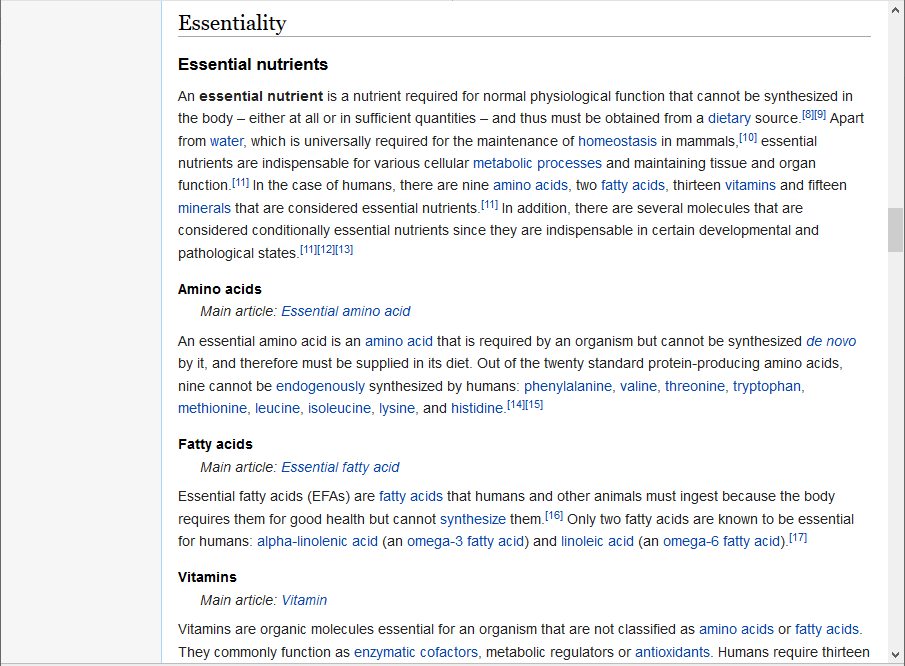 Essentiality
Essential nutrients
An essential nutrient is a nutrient required for normal physiological function that cannot be synthesized in
the body – either at all or in sufficient quantities – and thus must be obtained from a dietary source.[8][9] Apart
from water, which is universally required for the maintenance of homeostasis in mammals,[10] essential
nutrients are indispensable for various cellular metabolic processes and maintaining tissue and organ
function.[11] In the case of humans, there are nine amino acids, two fatty acids, thirteen vitamins and fifteen
minerals that are considered essential nutrients.[11] In addition, there are several molecules that are
considered conditionally essential nutrients since they are indispensable in certain developmental and
pathological states.[11][12][13]
Amino acids
Main article: Essential amino acid
An essential amino acid is an amino acid that is required by an organism but cannot be synthesized de novo
by it, and therefore must be supplied in its diet. Out of the twenty standard protein-producing amino acids,
nine cannot be endogenously synthesized by humans: phenylalanine, valine, threonine, tryptophan,
methionine, leucine, isoleucine, lysine, and histidine.[14][15]
Fatty acids
Main article: Essential fatty acid
Essential fatty acids (EFAs) are fatty acids that humans and other animals must ingest because the body
requires them for good health but cannot synthesize them.[16] Only two fatty acids are known to be essential
for humans: alpha-linolenic acid (an omega-3 fatty acid) and linoleic acid (an omega-6 fatty acid).[17]
Vitamins
Main article: Vitamin
Vitamins are organic molecules essential for an organism that are not classified as amino acids or fatty acids.
They commonly function as enzymatic cofactors, metabolic regulators or antioxidants. Humans require thirteen